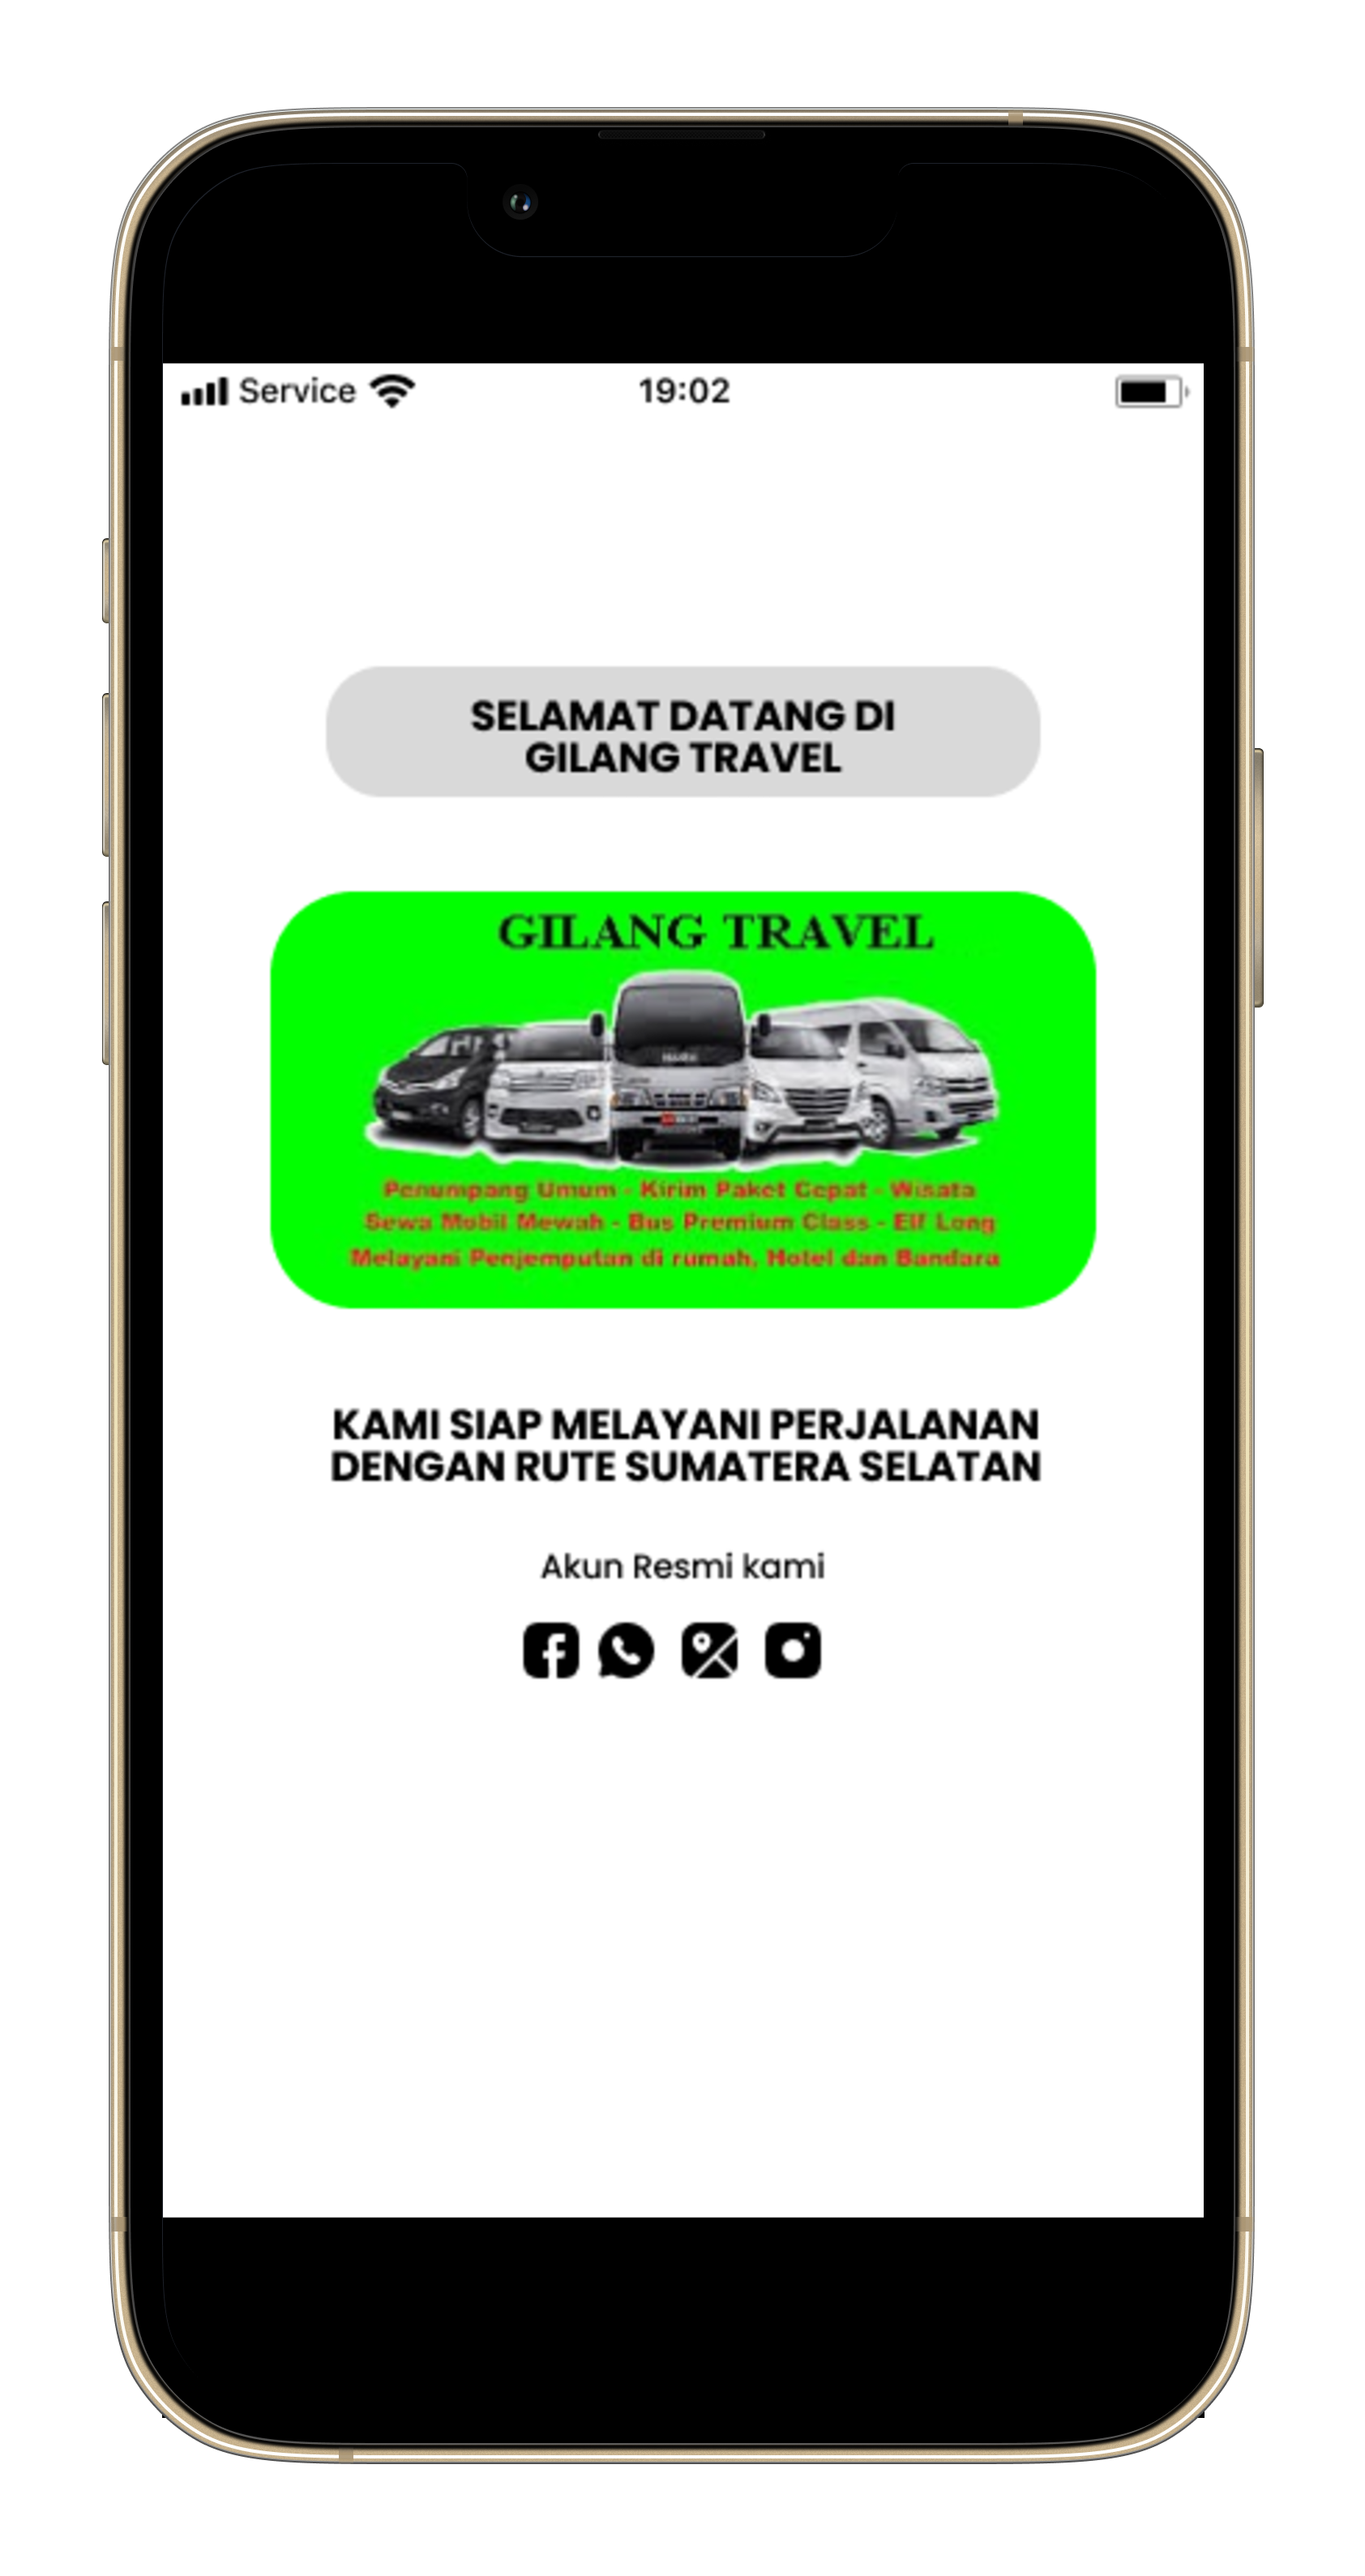 Service 19:02
SELAMAT DATANG DI
GILANG TRAVEL
GILANG TRAVEL
ISUZU
Penumpang Umum - Kirim Paket Cepat - Wisata
Sewa Mobil Mewah - Bus Premium Class - Elf Long
Melayani Penjemputan di rumah, Hotel dan Bandara
KAMI SIAP MELAYANI PERJALANAN
DENGAN RUTE SUMATERA SELATAN
Akun Resmi kami